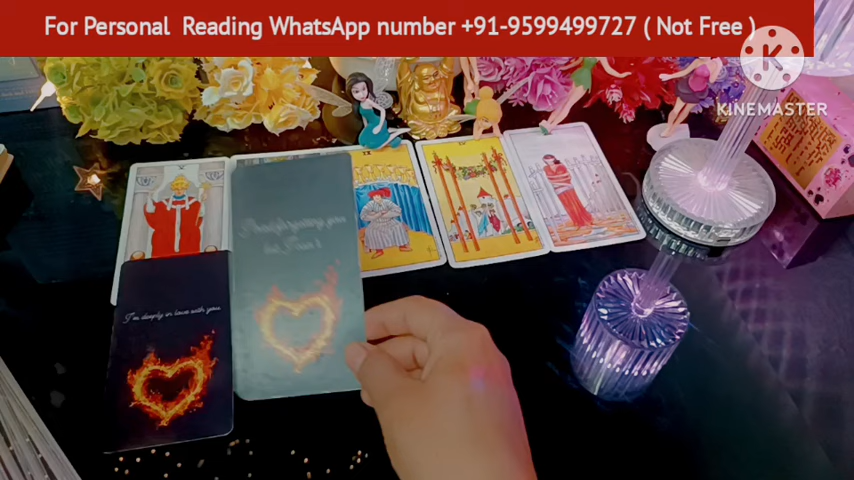 For Personal Reading WhatsApp number +91-9599499727 ( Not Free )
KINEMASTER
I'm deeply in love with you